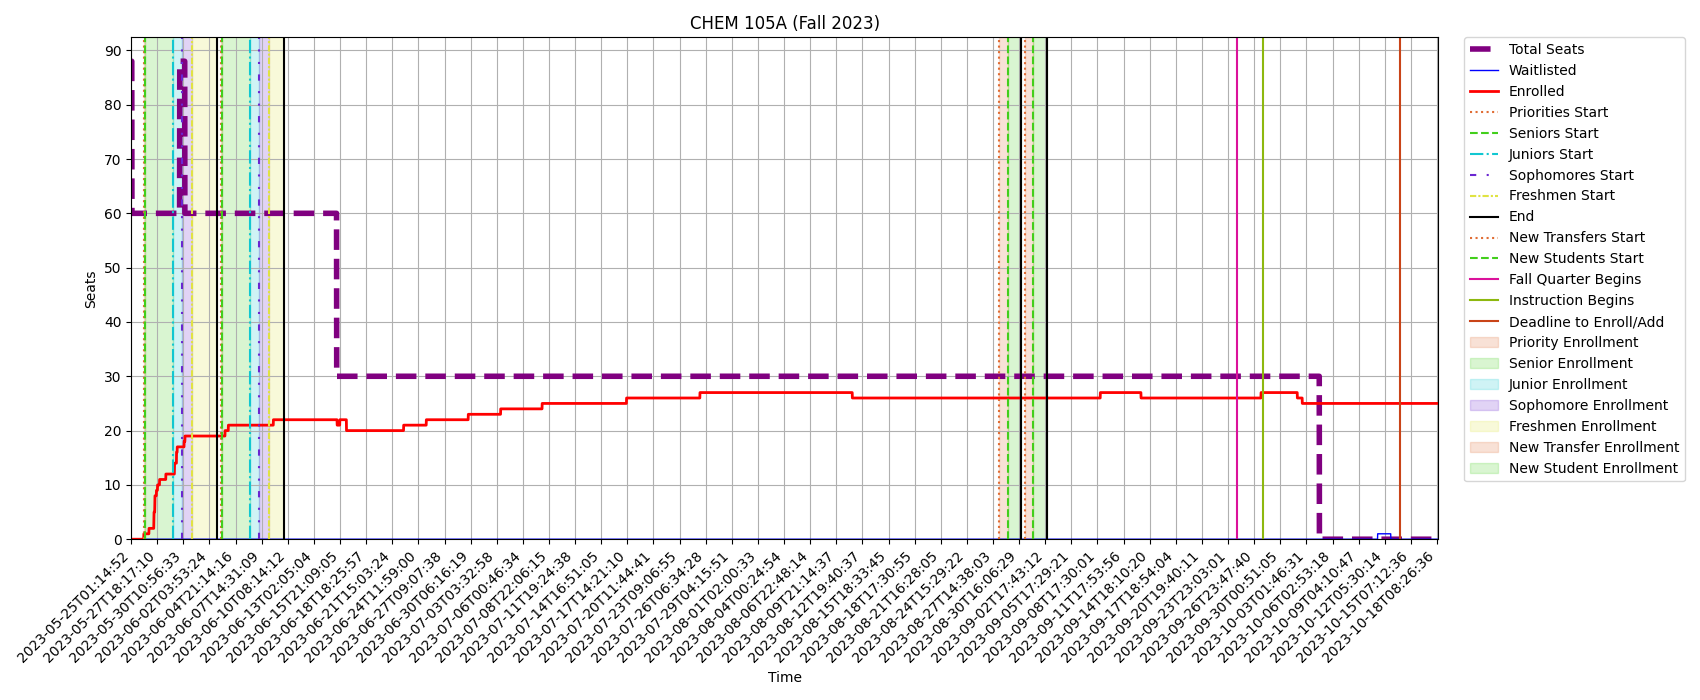 CHEM 105A (Fall 2023)
Seats
90
80
70
60
50
40
30
20
10
0
2023-05-25T01:14:52
2023-05-27T18:17:10
2023-05-30T10:56:33
2023-06-02T03:53:24
2023-06-04T21:14:16
2023-06-07T14:31:09
2023-06-10T08:14:12
2023-06-13T02:05:04
2023-06-15T21:09:05
2023-06-18T18:25:57
2023-06-21T15:03:24
2023-06-24T11:59:00
2023-06-27T09:07:38
2023-06-30T06:16:19
2023-07-03T03:32:58
2023-07-06T00:46:34
2023-07-08T22:06:15
2023-07-11T19:24:38
2023-07-14T16:51:05
2023-07-17T14:21:10
2023-07-20T11:44:41
2023-07-23T09:06:55
2023-07-26T06:34:28
2023-07-29T04:15:51
2023-08-01T02:00:33
2023-08-04T00:24:54
2023-08-06T22:48:14
2023-08-09T21:14:37
2023-08-12T19:40:37
2023-08-15T18:33:45
2023-08-18T17:30:55
2023-08-21T16:28:05
2023-08-24T15:29:22
2023-08-27T14:38:03
2023-08-30T16:06:29
2023-09-02T17:43:12
2023-09-05T17:29:21
2023-09-08T17:30:01
2023-09-11T17:53:56
2023-09-14T18:10:20
2023-09-17T18:54:04
2023-09-20T19:40:11
2023-09-23T23:03:01
2023-09-26T23:47:40
2023-09-30T00:51:05
2023-10-03T01:46:31
2023-10-06T02:53:18
2023-10-09T04:10:47
2023-10-12T05:30:14
2023-10-15T07:12:36
2023-10-18T08:26:36
Time
Total Seats
Waitlisted
Enrolled
Priorities Start
Seniors Start
Juniors Start
Sophomores Start
Freshmen Start
End
New Transfers Start
New Students Start
Fall Quarter Begins
Instruction Begins
Deadline to Enroll/Add
Priority Enrollment
Senior Enrollment
Junior Enrollment
Sophomore Enrollment
Freshmen Enrollment
New Transfer Enrollment
New Student Enrollment